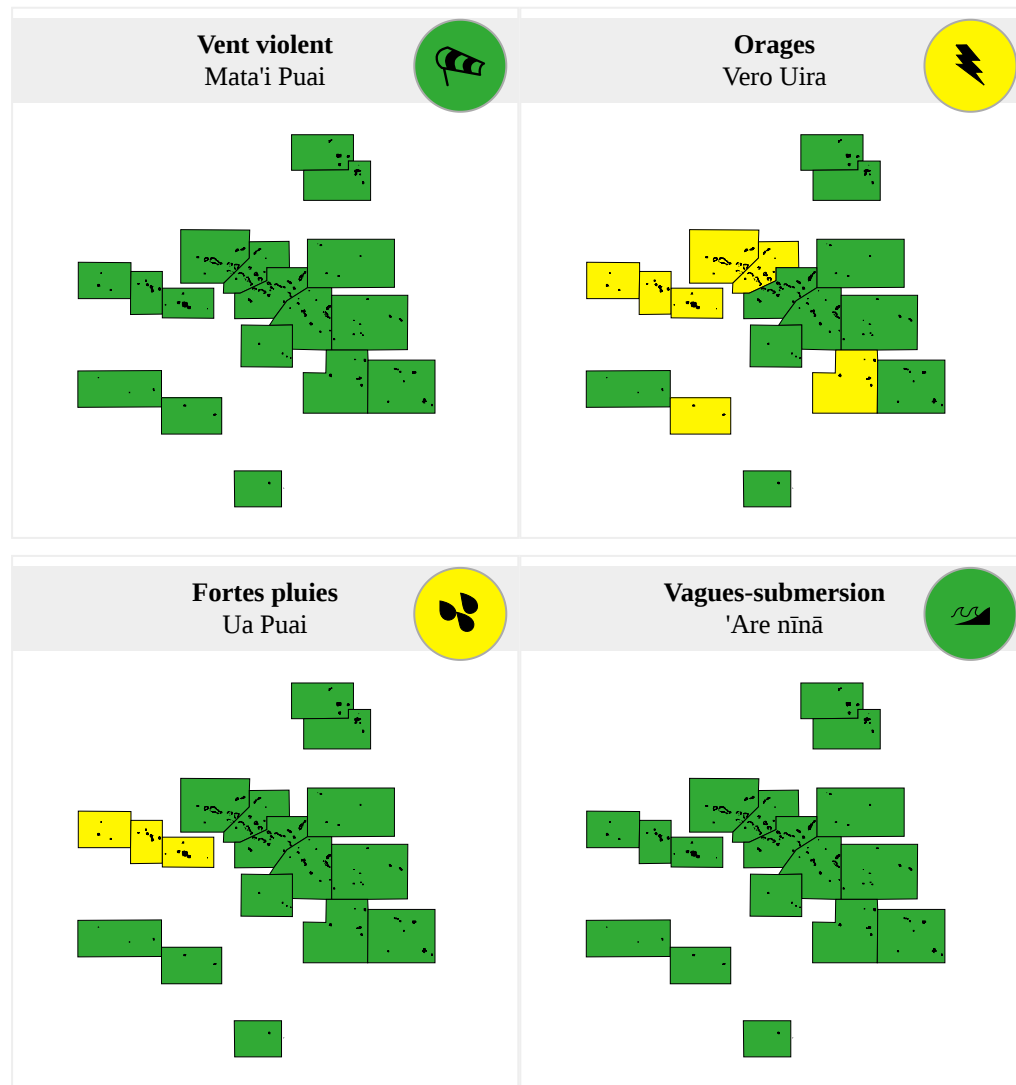 Vent violent
Mata'i Puai
Orages
Vero Uira
Fortes pluies
Ua Puai
Vagues-submersion
'Are nīnā